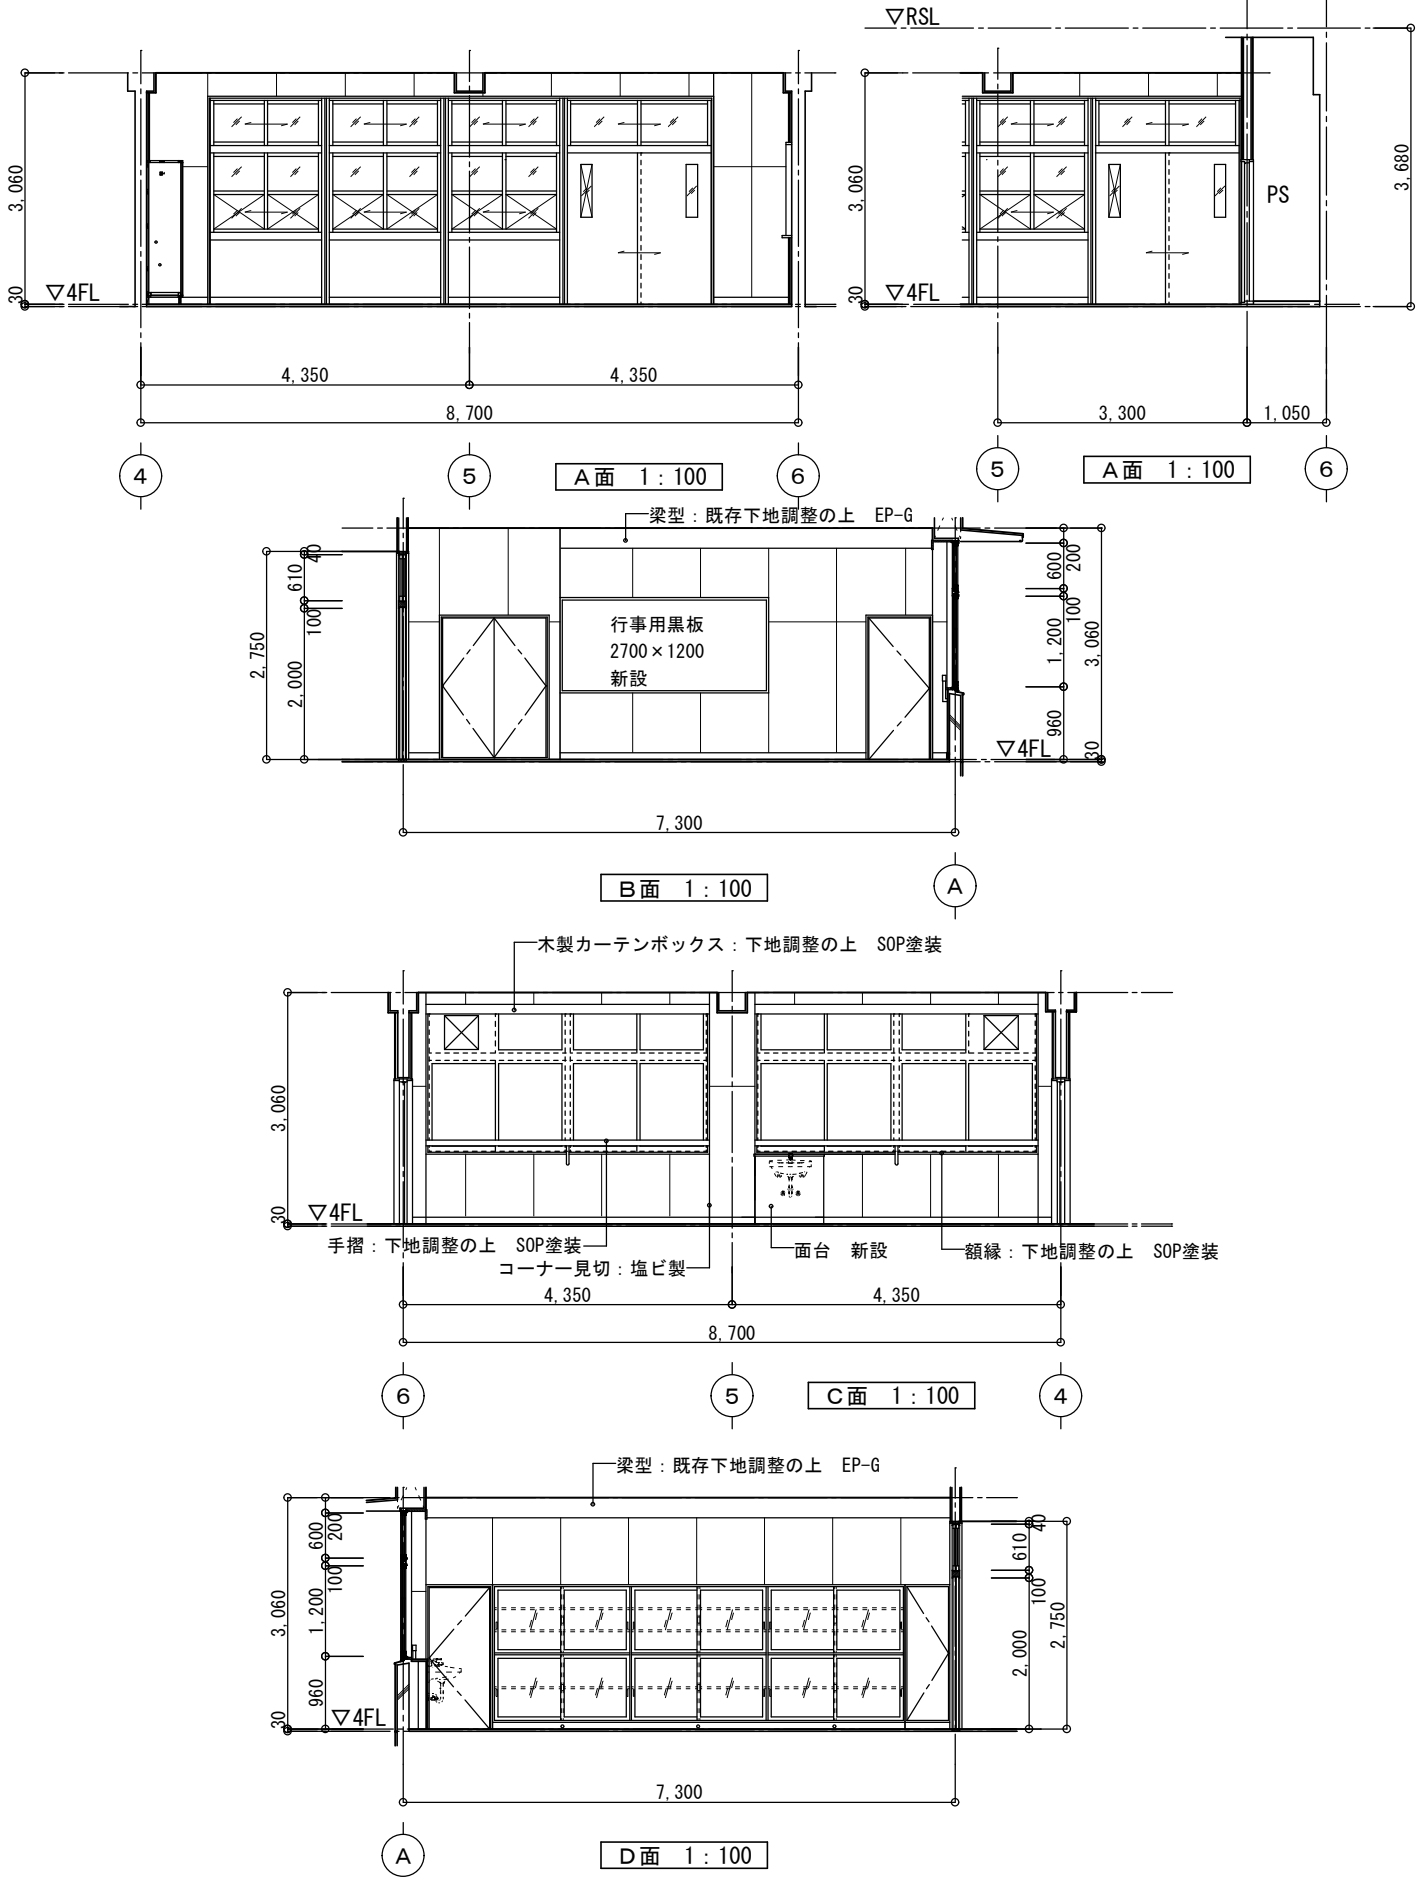 ▽RSL
3,060
30
▽4FL
4,350
4,350
8,700
4
5
6
A面 1:100
3,060
30
▽4FL
PS
3,680
3,300
1,050
5
6
A面 1:100
梁型:既存下地調整の上 EP-G
40
610
100
2,750
2,000
行事用黒板
2700×1200
新設
600
200
100
1,200
3,060
960
30
▽4FL
7,300
A
B面 1:100
木製カーテンボックス:下地調整の上 SOP塗装
3,060
30
▽4FL
手摺:下地調整の上 SOP塗装
コーナー見切:塩ビ製
面台 新設
額縁:下地調整の上 SOP塗装
4,350
4,350
8,700
6
5
4
C面 1:100
梁型:既存下地調整の上 EP-G
600
200
100
1,200
3,060
960
30
▽4FL
40
610
100
2,000
2,750
7,300
A
D面 1:100